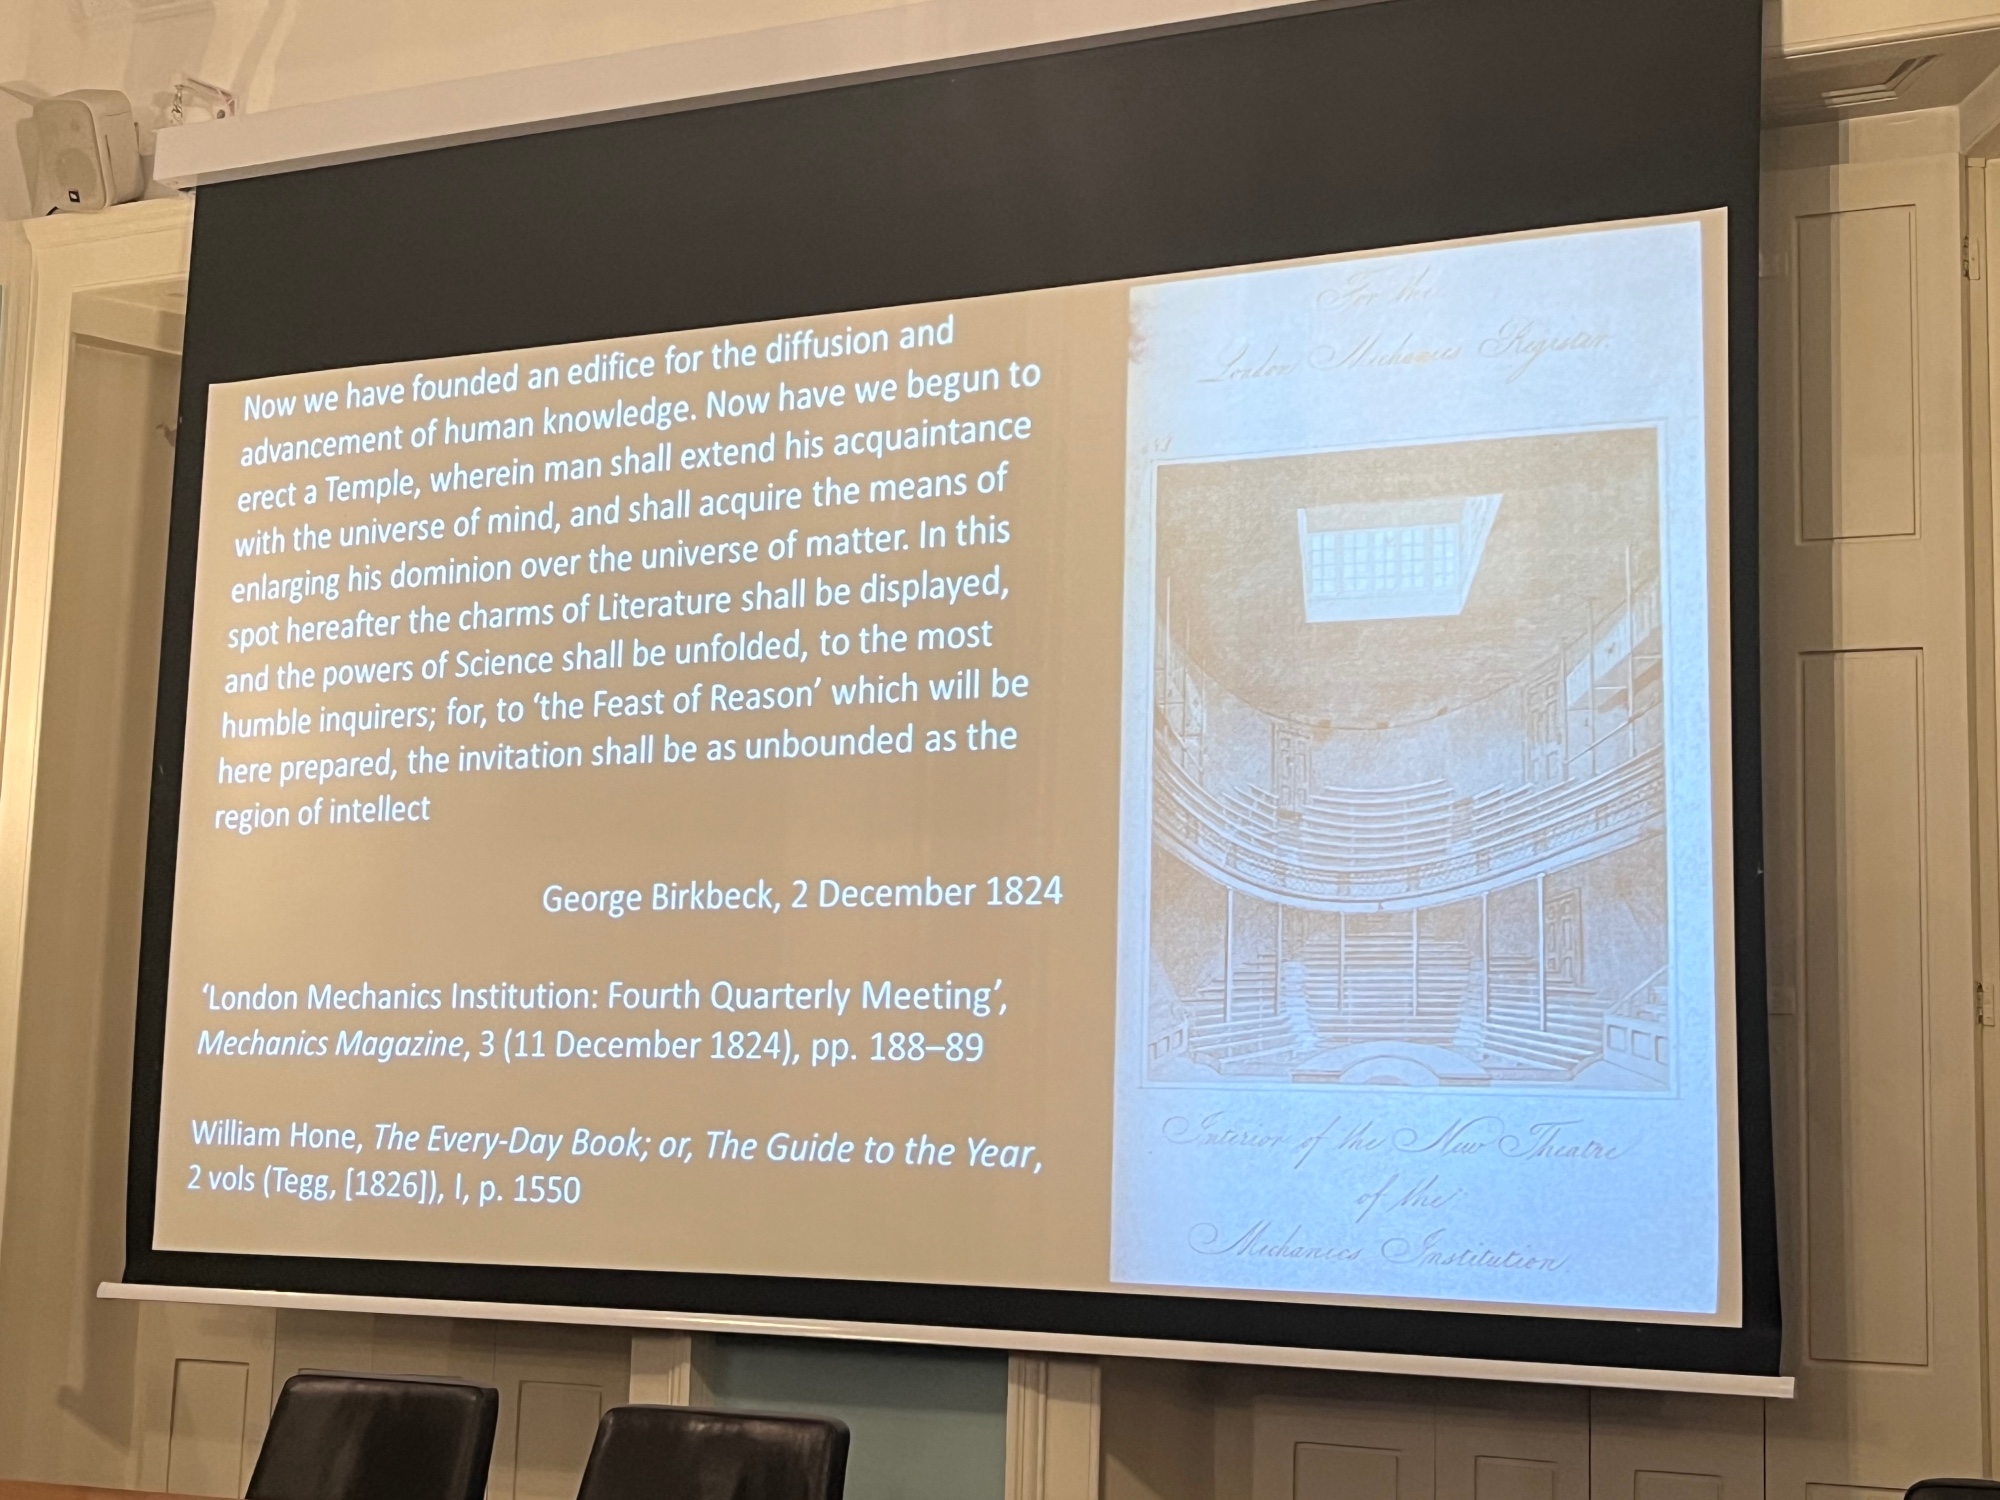 Now we have founded an edifice for the diffusion and
advancement of human knowledge. Now have we begun to
erect a Temple, wherein man shall extend his acquaintance
with the universe of mind, and shall acquire the means of
enlarging his dominion over the universe of matter. In this
spot hereafter the charms of Literature shall be displayed,
and the powers of Science shall be unfolded, to the most
humble inquirers; for, to ‘the Feast of Reason’ which will be
here prepared, the invitation shall be as unbounded as the
region of intellect
George Birkbeck, 2 December 1824
‘London Mechanics Institution: Fourth Quarterly Meeting’,
Mechanics Magazine, 3 (11 December 1824), pp. 188–89
William Hone, The Every-Day Book; or, The Guide to the Year,
2 vols (Tegg, [1826]), I, p. 1550
For the
London Mechanics Register.
Interior of the New Theatre
of the
Mechanics Institution.